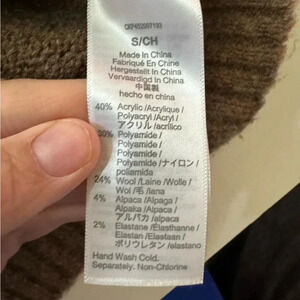 S/CH
Made In China
Fabriqué En Chine
Hergestellt In China
Vervaardigd In China
中国製
hecho en china
40% Acrylic /Acrylique /
Polyacryl /Acryl /
アクリル /acrílico
30% Polyamide /
Polyamide /
Polyamide /
Polyamide /ナイロン /
poliamida
24% Wool /Laine /Wolle /
Wol /毛 /lana
4% Alpaca /Alpaga /
Alpaka /Alpaca /
アルパカ /alpaca
2% Elastane /Elasthanne /
Elastan /Elastaan /
ポリウレタン /elastano
Hand Wash Cold.
Separately. Non-Chlorine